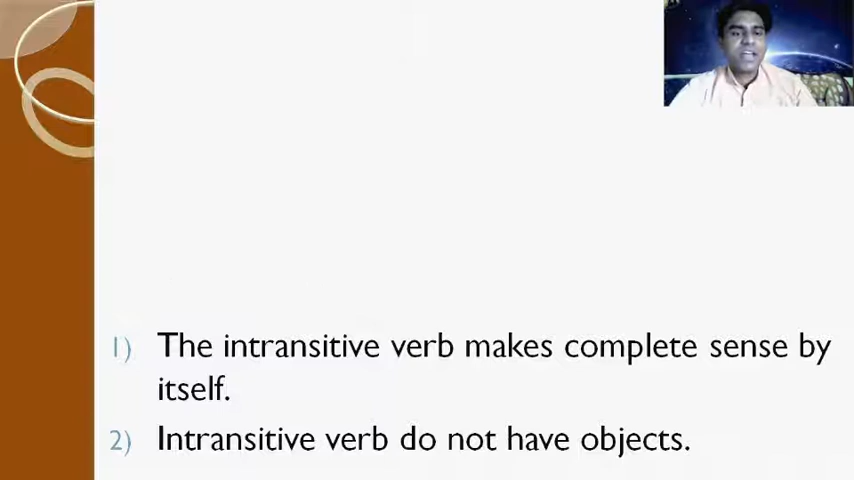 1) The intransitive verb makes complete sense by
itself.
2) Intransitive verb do not have objects.